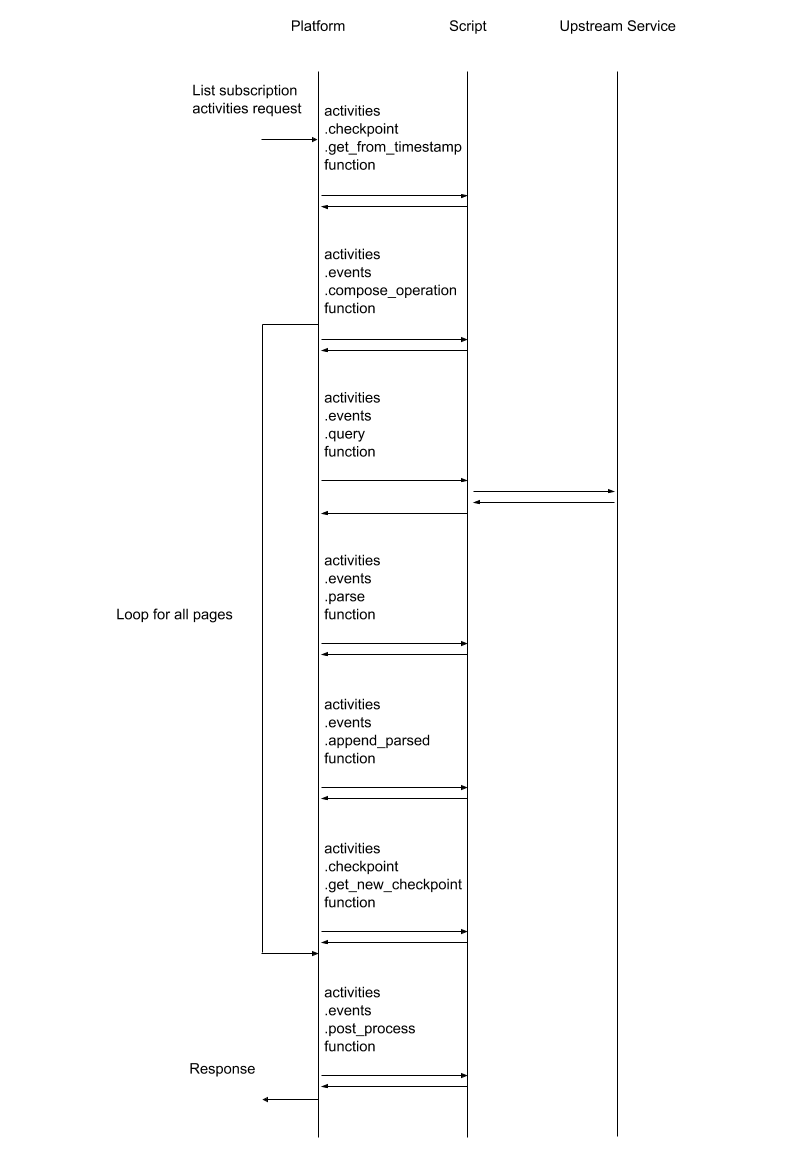 Platform
Script
Upstream Service
List subscription
activities request
activities
.checkpoint
.get_from_timestamp
function
activities
.events
.compose_operation
function
activities
.events
.query
function
activities
.events
.parse
function
Loop for all pages
activities
.events
.append_parsed
function
activities
.checkpoint
.get_new_checkpoint
function
activities
.events
.post_process
function
Response